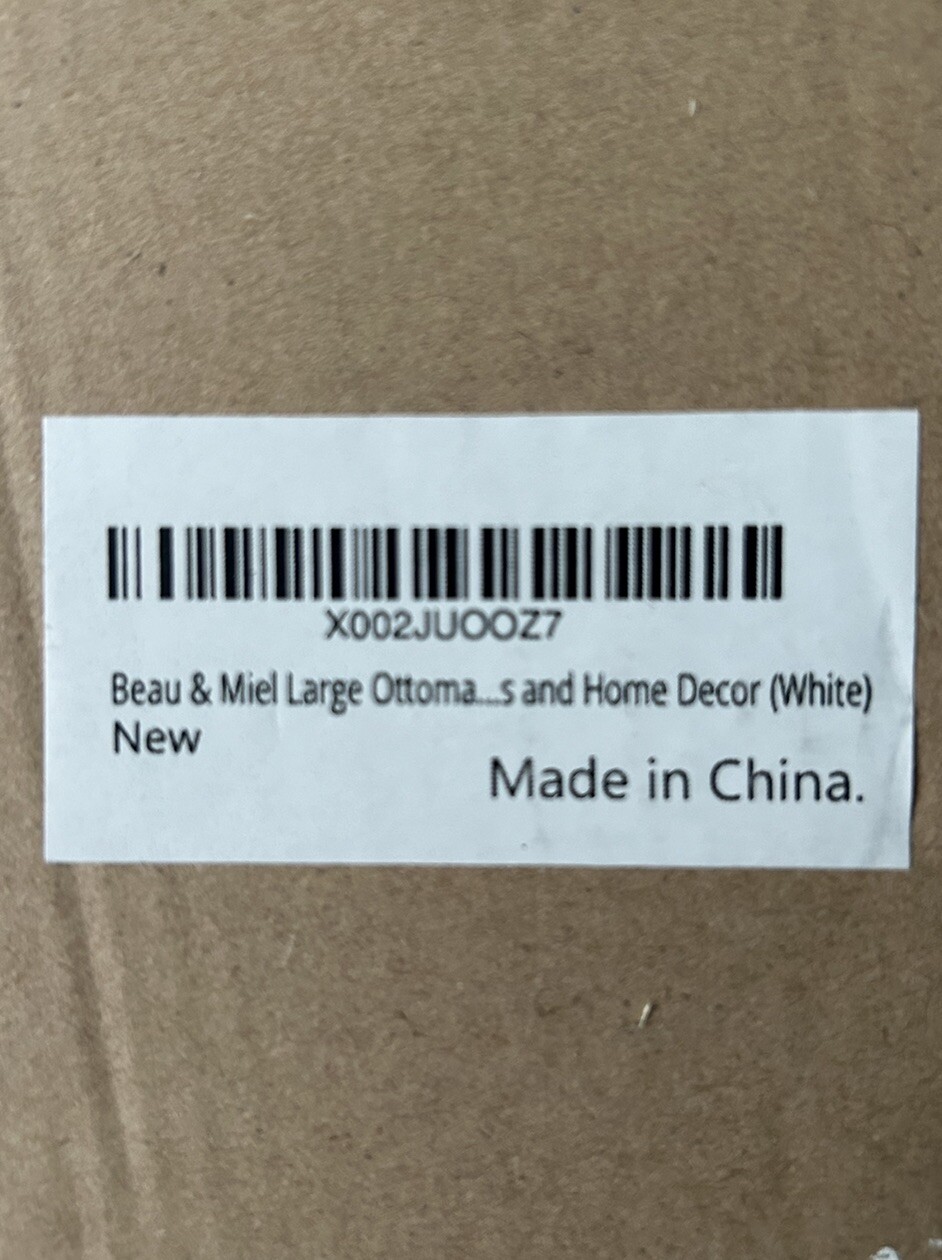 X002JUOOZ7
Beau & Miel Large Ottoma...s and Home Decor (White)
New
Made in China.